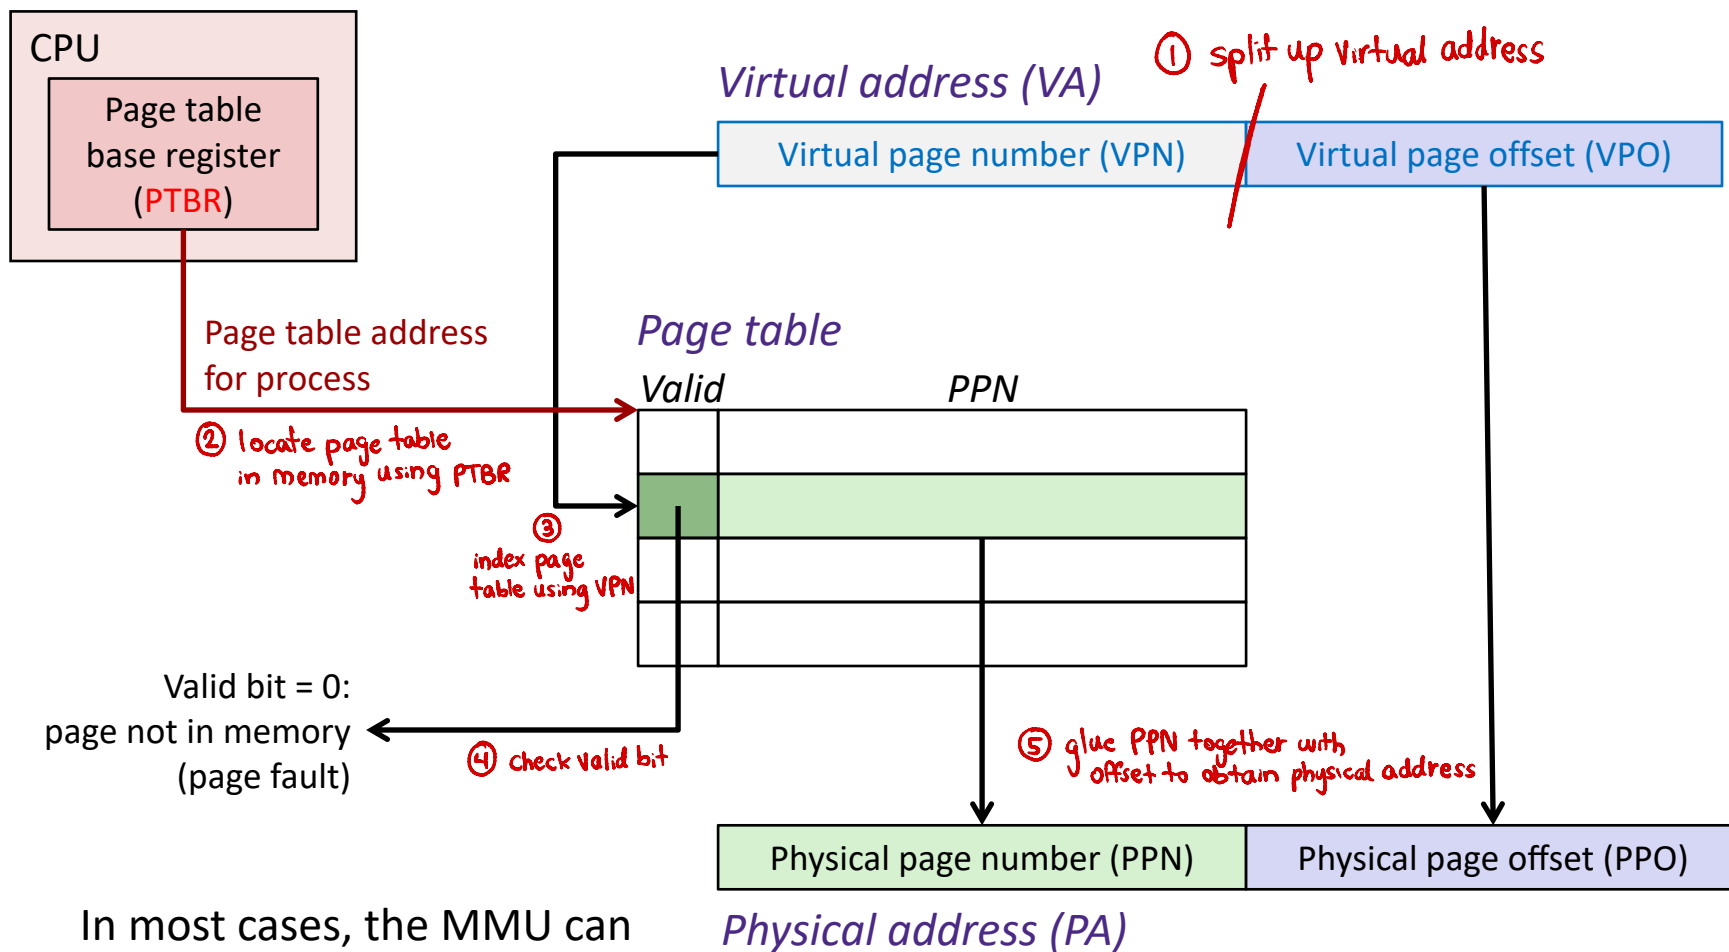 CPU
Page table
base register
(PTBR)
① split up virtual address
Virtual address (VA)
Virtual page number (VPN)
Virtual page offset (VPO)
Page table address
for process
② locate page table
in memory using PTBR
Page table
Valid
PPN
③
index page
table using VPN
Valid bit = 0:
page not in memory
(page fault)
④ check valid bit
⑤ glue PPN together with
offset to obtain physical address
Physical page number (PPN)
Physical page offset (PPO)
In most cases, the MMU can
Physical address (PA)